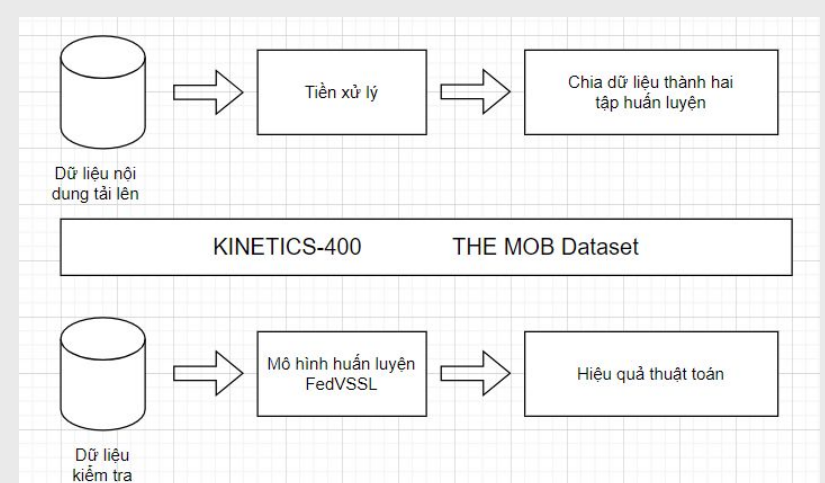 Tiền xử lý
Chia dữ liệu thành hai
tập huấn luyện
Dữ liệu nội
dung tải lên
KINETICS-400 THE MOB Dataset
Mô hình huấn luyện
FedVSSL
Hiệu quả thuật toán
Dữ liệu
kiểm tra